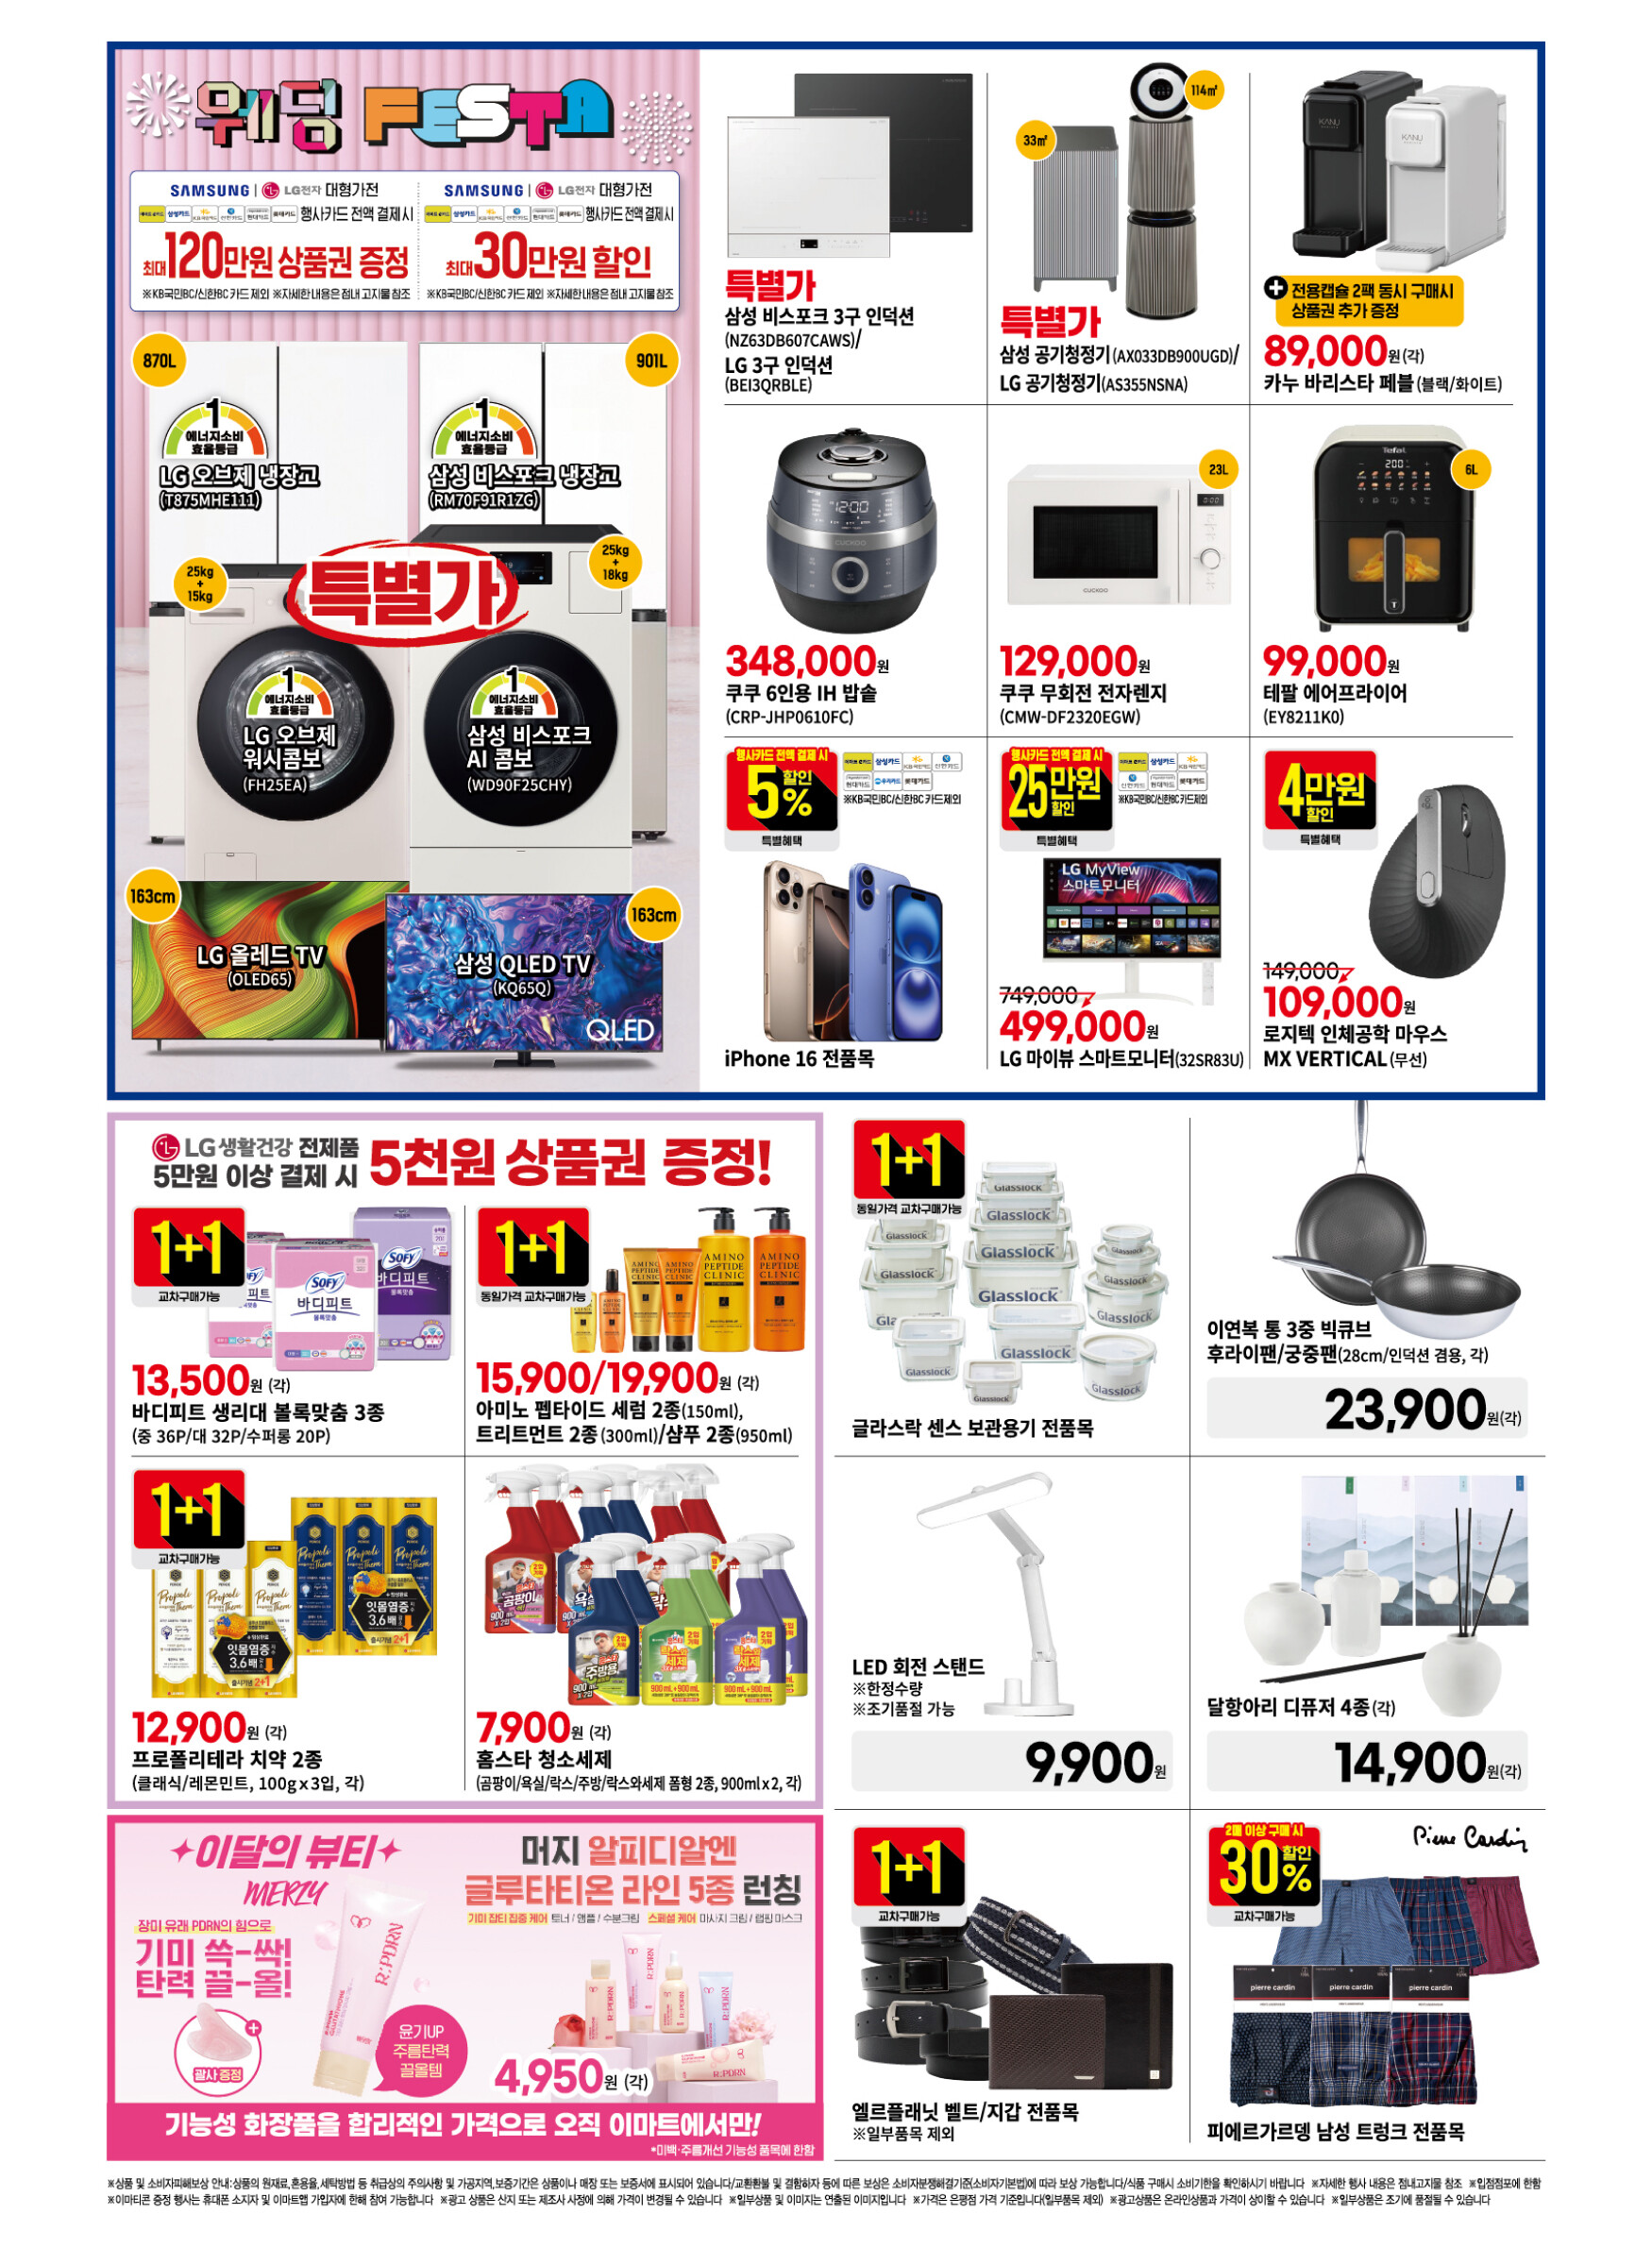 웨딩 FESTA
SAMSUNG | LG전자 대형가전
행사카드 전액 결제시
최대 120만원 상품권 증정
※KB국민BC/신한BC 카드 제외 ※자세한 내용은 점내 고지물 참조
SAMSUNG | LG전자 대형가전
행사카드 전액 결제시
최대 30만원 할인
※KB국민BC/신한BC 카드 제외 ※자세한 내용은 점내 고지물 참조
870L
1
에너지소비
효율등급
LG 오브제 냉장고
(T875MHE111)
901L
1
에너지소비
효율등급
삼성 비스포크 냉장고
(RM70F91R1ZG)
특별가
25kg
+
15kg
1
에너지소비
효율등급
LG 오브제
워시콤보
(FH25EA)
25kg
+
18kg
1
에너지소비
효율등급
삼성 비스포크
AI 콤보
(WD90F25CHY)
163cm
LG 올레드 TV
(OLED65)
163cm
삼성 QLED TV
(KQ65Q)
QLED
특별가
삼성 비스포크 3구 인덕션
(NZ63DB607CAWS)/
LG 3구 인덕션
(BEI3QRBLE)
33㎡
114㎡
특별가
삼성 공기청정기(AX033DB900UGD)/
LG 공기청정기(AS355NSNA)
KANU
KANU
+ 전용캡슐 2팩 동시 구매시
상품권 추가 증정
89,000원(각)
카누 바리스타 페블(블랙/화이트)
CUCKOO
348,000원
쿠쿠 6인용 IH 밥솥
(CRP-JHP0610FC)
23L
CUCKOO
129,000원
쿠쿠 무회전 전자렌지
(CMW-DF2320EGW)
Tefal
200
6L
99,000원
테팔 에어프라이어
(EY8211K0)
행사카드 전액 결제 시
5% 할인
특별혜택
※KB국민BC/신한BC 카드 제외
iPhone 16 전품목
행사카드 전액 결제 시
25만원 할인
특별혜택
※KB국민BC/신한BC 카드 제외
LG MyView
스마트모니터
749,000
499,000원
LG 마이뷰 스마트모니터(32SR83U)
4만원 할인
특별혜택
149,000
109,000원
로지텍 인체공학 마우스
MX VERTICAL(무선)
LG생활건강 전제품
5만원 이상 결제 시
5천원 상품권 증정!
1+1
교차구매가능
SOFY
바디피트
13,500원 (각)
바디피트 생리대 볼록맞춤 3종
(중 36P/대 32P/수퍼롱 20P)
1+1
동일가격 교차구매가능
AMINO
PEPTIDE
CLINIC
15,900/19,900원 (각)
아미노 펩타이드 세럼 2종(150ml),
트리트먼트 2종(300ml)/샴푸 2종(950ml)
1+1
교차구매가능
Propoli
Therra
잇몸염증
3.6배
12,900원 (각)
프로폴리테라 치약 2종
(클래식/레몬민트, 100g x 3입, 각)
7,900원 (각)
홈스타 청소세제
(곰팡이/욕실/락스/주방/락스와세제 폼형 2종, 900ml x 2, 각)
1+1
동일가격 교차구매가능
Glasslock
글라스락 센스 보관용기 전품목
이연복 통 3중 빅큐브
후라이팬/궁중팬(28cm/인덕션 겸용, 각)
23,900원(각)
LED 회전 스탠드
※한정수량
※조기품절 가능
9,900원
달항아리 디퓨저 4종(각)
14,900원(각)
이달의 뷰티
MERZY
장미 유래 PDRN의 힘으로
기미 쏙-싹!
탄력 끌-올!
+
괄사 증정
R:PDRN
윤기UP
주름탄력
끌올템
머지 알피디알엔
글루타티온 라인 5종 런칭
기미 잡티 집중 케어 토너 / 앰플 / 수분크림 스페셜 케어 마사지 크림 / 랩핑 마스크
4,950원 (각)
기능성 화장품을 합리적인 가격으로 오직 이마트에서만!
*미백·주름개선 기능성 품목에 한함
1+1
교차구매가능
엘르플래닛 벨트/지갑 전품목
※일부품목 제외
2매 이상 구매 시
30% 할인
교차구매가능
Pierre Cardin
pierre cardin
pierre cardin
pierre cardin
피에르가르뎅 남성 트렁크 전품목
※상품 및 소비자피해보상 안내:상품의 원재료,혼용율,세탁방법 등 취급상의 주의사항 및 가공지역,보증기간은 상품이나 매장 또는 보증서에 표시되어 있습니다/교환환불 및 결함하자 등에 따른 보상은 소비자분쟁해결기준(소비자기본법)에 따라 보상 가능합니다/식품 구매시 소비기한을 확인하시기 바랍니다 ※자세한 행사 내용은 점내고지물 참조 ※입점점포에 한함
※이마티콘 증정 행사는 휴대폰 소지자 및 이마트앱 가입자에 한해 참여 가능합니다 ※광고 상품은 산지 또는 제조사 사정에 의해 가격이 변경될 수 있습니다 ※일부상품 및 이미지는 연출된 이미지입니다 ※가격은 은평점 가격 기준입니다(일부품목 제외) ※광고상품은 온라인상품과 가격이 상이할 수 있습니다 ※일부상품은 조기에 품절될 수 있습니다